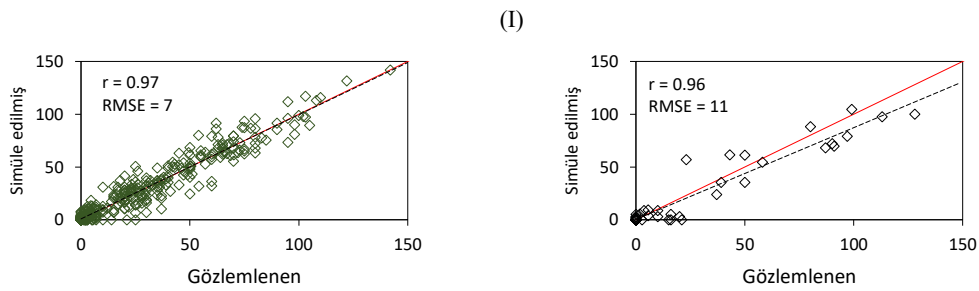 (I)
150
100
50
0
r = 0.97
RMSE = 7
Simüle edilmiş
0 50 100 150
Gözlemlenen
150
100
50
0
r = 0.96
RMSE = 11
Simüle edilmiş
0 50 100 150
Gözlemlenen